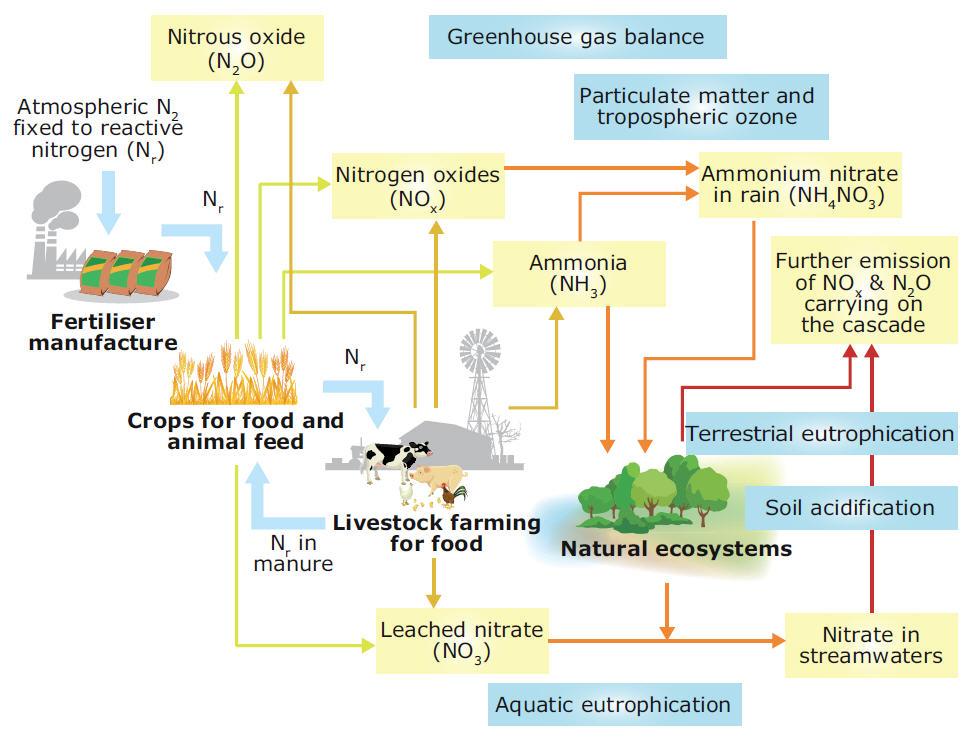 Nitrous oxide
(N₂O)
Greenhouse gas balance
Particulate matter and
tropospheric ozone
Atmospheric N₂
fixed to reactive
nitrogen (Nᵣ)
Nᵣ
Nitrogen oxides
(NOₓ)
Ammonium nitrate
in rain (NH₄NO₃)
Ammonia
(NH₃)
Further emission
of NOₓ & N₂O
carrying on
the cascade
Fertiliser
manufacture
Nᵣ
Crops for food and
animal feed
Terrestrial eutrophication
Soil acidification
Livestock farming
for food
Nᵣ in
manure
Natural ecosystems
Leached nitrate
(NO₃)
Nitrate in
streamwaters
Aquatic eutrophication